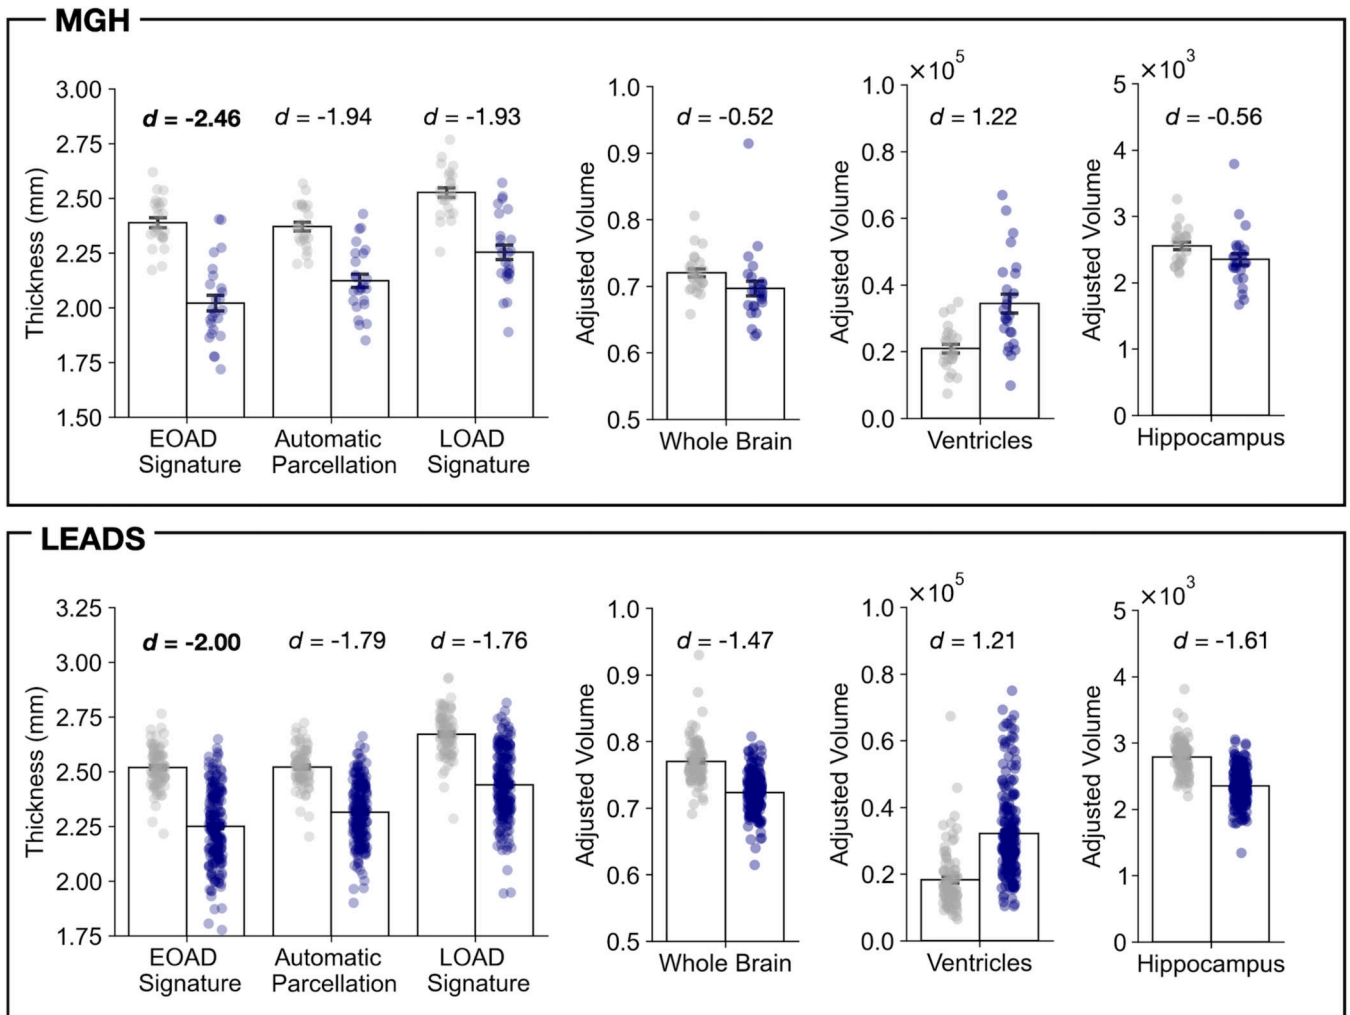 MGH
Thickness (mm)
3.00
2.75
2.50
2.25
2.00
1.75
1.50
d = -2.46
d = -1.94
d = -1.93
EOAD
Signature
Automatic
Parcellation
LOAD
Signature
Adjusted Volume
1.0
0.9
0.8
0.7
0.6
0.5
d = -0.52
Whole Brain
Adjusted Volume
×10⁵
1.0
0.8
0.6
0.4
0.2
0.0
d = 1.22
Ventricles
Adjusted Volume
×10³
5
4
3
2
1
0
d = -0.56
Hippocampus
LEADS
Thickness (mm)
3.25
3.00
2.75
2.50
2.25
2.00
1.75
d = -2.00
d = -1.79
d = -1.76
EOAD
Signature
Automatic
Parcellation
LOAD
Signature
Adjusted Volume
1.0
0.9
0.8
0.7
0.6
0.5
d = -1.47
Whole Brain
Adjusted Volume
×10⁵
1.0
0.8
0.6
0.4
0.2
0.0
d = 1.21
Ventricles
Adjusted Volume
×10³
5
4
3
2
1
0
d = -1.61
Hippocampus